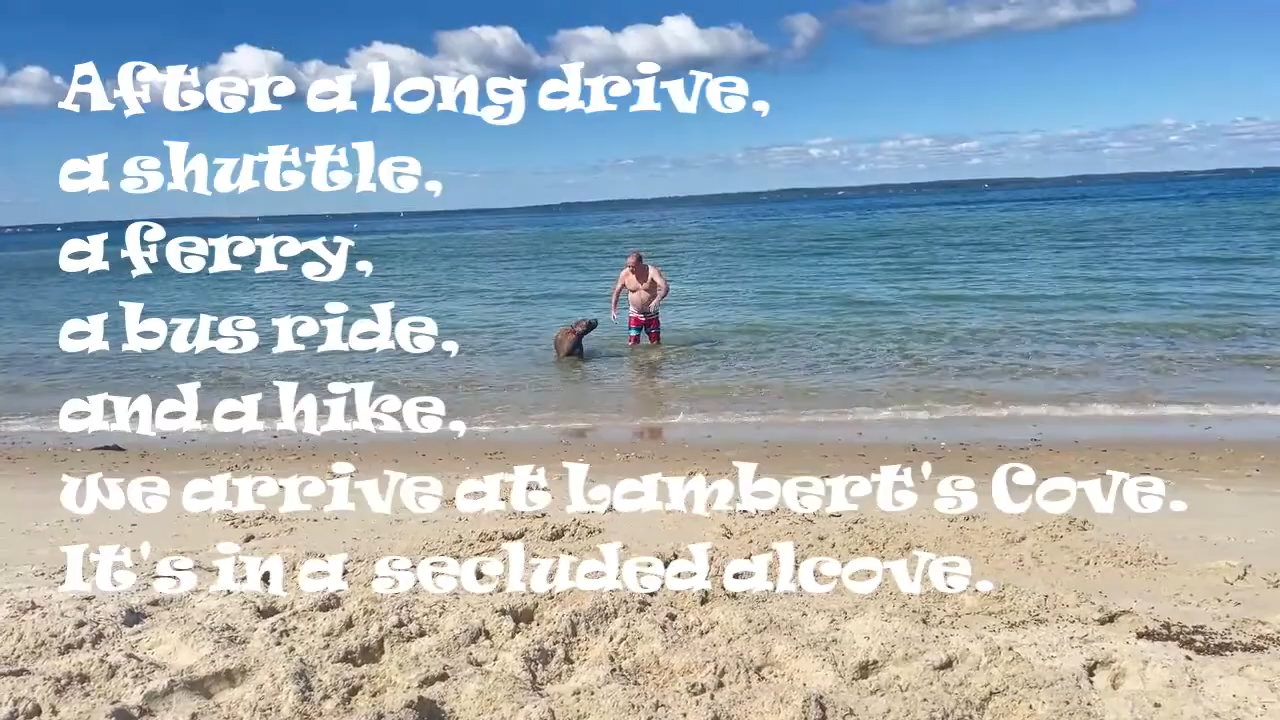 After a long drive,
a shuttle,
a ferry,
a bus ride,
and a hike,
we arrive at Lambert's Cove.
It's in a secluded alcove.